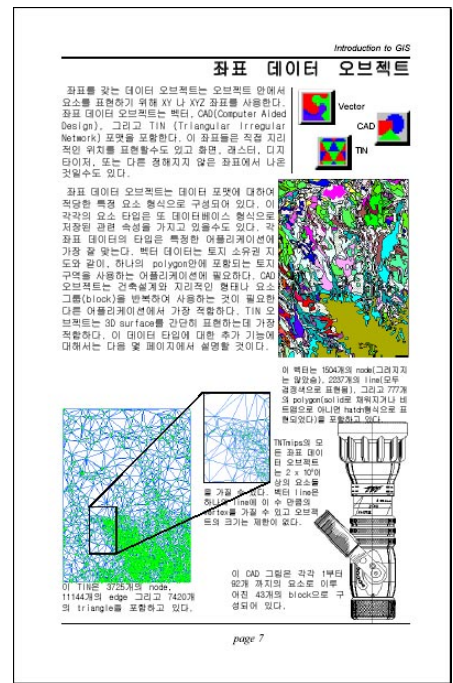 Introduction to GIS
좌표 데이터 오브젝트
좌표를 갖는 데이터 오브젝트는 오브젝트 안에서
요소를 표현하기 위해 XY 나 XYZ 좌표를 사용한다.
좌표 데이터 오브젝트는 벡터, CAD(Computer Aided
Design), 그리고 TIN (Triangular Irregular
Network) 포맷을 포함한다. 이 좌표들은 직접 지리
적인 위치를 표현할수도 있고 화면, 래스터, 디지
타이저, 또는 다른 정해지지 않은 좌표에서 나온
것일수도 있다.
Vector
CAD
TIN
좌표 데이터 오브젝트는 데이터 포맷에 대하여
적당한 특정 요소 형식으로 구성되어 있다. 이
각각의 요소 타입은 또 데이터베이스 형식으로
저장된 관련 속성을 가지고 있을수도 있다. 각
좌표 데이터의 타입은 특정한 어플리케이션에
가장 잘 맞는다. 벡터 데이터는 토지 소유권 지
도와 같이, 하나의 polygon안에 포함되는 토지
구역을 사용하는 어플리케이션에 필요하다. CAD
오브젝트는 건축설계와 지리적인 형태나 요소
그룹(block)을 반복하여 사용하는 것이 필요한
다른 어플리케이션에서 가장 적합하다. TIN 오
브젝트는 3D surface를 간단히 표현하는데 가장
적합하다. 이 데이터 타입에 대한 추가 기능에
대해서는 다음 몇 페이지에서 설명할 것이다.
이 벡터는 1504개의 node(그려지지
는 않았슴), 2237개의 line(모두
검정색으로 표현됨), 그리고 777개
의 polygon(solid로 채워지거나 비
트맵으로 아니면 hatch형식으로 표
현되었다)을 포함하고 있다.
TNTmips의 모
든 좌표 데이
터 오브젝트
는 2 x 10⁹이
상의 요소들
을 가질 수 있다. 벡터 line은
하나의 line에 이 수 만큼의
vertex를 가질 수 있고 오브젝
트의 크기는 제한이 없다.
이 TIN은 3725개의 node,
11144개의 edge 그리고 7420개
의 triangle을 포함하고 있다.
이 CAD 그림은 각각 1부터
92개 까지의 요소로 이루
어진 43개의 block으로 구
성되어 있다.
page 7